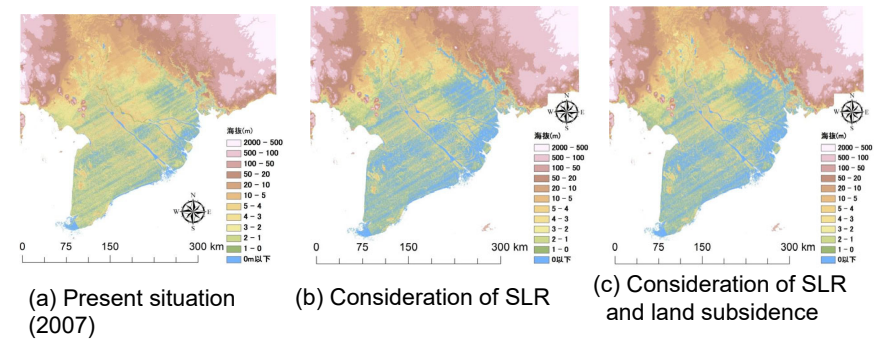 海抜(m)
2000 - 500
500 - 100
100 - 50
50 - 20
20 - 10
10 - 5
5 - 4
4 - 3
3 - 2
2 - 1
1 - 0
0m以下
N
W E
S
0 75 150 300 km
(a) Present situation
(2007)
N
W E
S
海抜(m)
2000 - 500
500 - 100
100 - 50
50 - 20
20 - 10
10 - 5
5 - 4
4 - 3
3 - 2
2 - 1
1 - 0
0以下
0 75 150 300 km
(b) Consideration of SLR
N
W E
S
海抜(m)
2000 - 500
500 - 100
100 - 50
50 - 20
20 - 10
10 - 5
5 - 4
4 - 3
3 - 2
2 - 1
1 - 0
0以下
0 75 150 300 km
(c) Consideration of SLR
and land subsidence